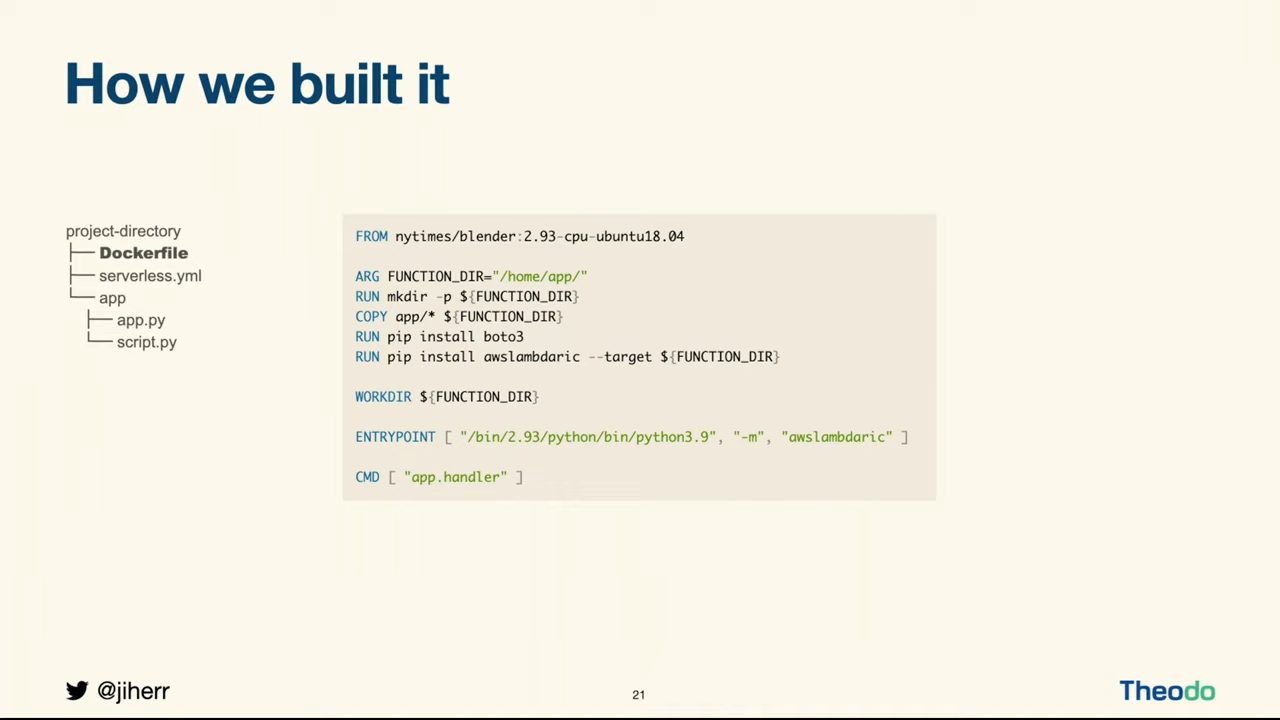 How we built it
project-directory
├── Dockerfile
├── serverless.yml
└── app
├── app.py
└── script.py
FROM nytimes/blender:2.93-cpu-ubuntu18.04
ARG FUNCTION_DIR="/home/app/"
RUN mkdir -p ${FUNCTION_DIR}
COPY app/* ${FUNCTION_DIR}
RUN pip install boto3
RUN pip install awslambdaric --target ${FUNCTION_DIR}
WORKDIR ${FUNCTION_DIR}
ENTRYPOINT [ "/bin/2.93/python/bin/python3.9", "-m", "awslambdaric" ]
CMD [ "app.handler" ]
@jiherr
21
Theodo